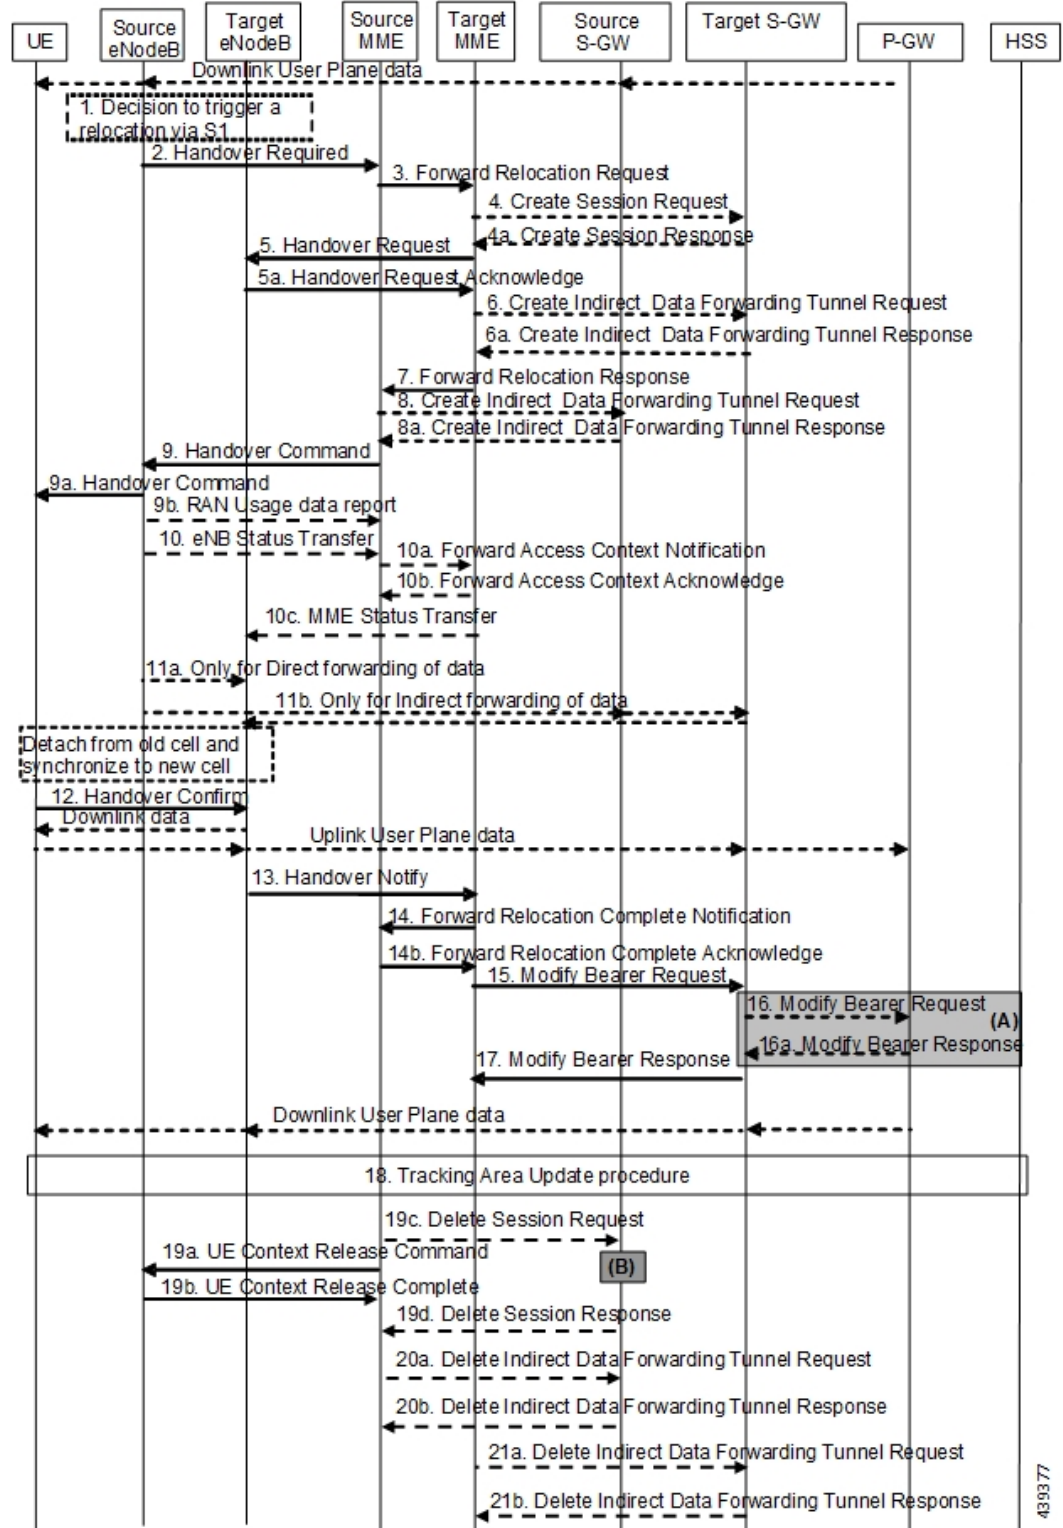 UE
Source
eNodeB
Target
eNodeB
Source
MME
Target
MME
Source
S-GW
Target S-GW
P-GW
HSS
Downlink User Plane data
1. Decision to trigger a
relocation via S1
2. Handover Required
3. Forward Relocation Request
4. Create Session Request
4a. Create Session Response
5. Handover Request
5a. Handover Request Acknowledge
6. Create Indirect Data Forwarding Tunnel Request
6a. Create Indirect Data Forwarding Tunnel Response
7. Forward Relocation Response
8. Create Indirect Data Forwarding Tunnel Request
8a. Create Indirect Data Forwarding Tunnel Response
9. Handover Command
9a. Handover Command
9b. RAN Usage data report
10. eNB Status Transfer
10a. Forward Access Context Notification
10b. Forward Access Context Acknowledge
10c. MME Status Transfer
11a. Only for Direct forwarding of data
11b. Only for Indirect forwarding of data
Detach from old cell and
synchronize to new cell
12. Handover Confirm
Downlink data
Uplink User Plane data
13. Handover Notify
14. Forward Relocation Complete Notification
14b. Forward Relocation Complete Acknowledge
15. Modify Bearer Request
16. Modify Bearer Request
(A)
16a. Modify Bearer Response
17. Modify Bearer Response
Downlink User Plane data
18. Tracking Area Update procedure
19c. Delete Session Request
19a. UE Context Release Command
(B)
19b. UE Context Release Complete
19d. Delete Session Response
20a. Delete Indirect Data Forwarding Tunnel Request
20b. Delete Indirect Data Forwarding Tunnel Response
21a. Delete Indirect Data Forwarding Tunnel Request
21b. Delete Indirect Data Forwarding Tunnel Response
439377